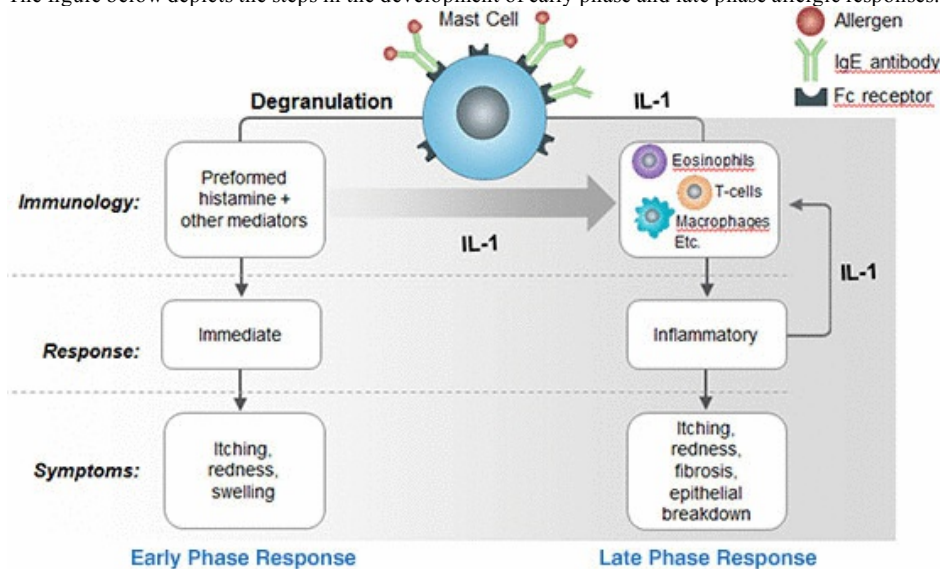 The figure below depicts the steps in the development of early phase and late phase allergic responses.
Mast Cell
Allergen
IgE antibody
Fc receptor
Degranulation
IL-1
Immunology:
Preformed
histamine +
other mediators
IL-1
Eosinophils
T-cells
Macrophages
Etc.
IL-1
Response:
Immediate
Inflammatory
Symptoms:
Itching,
redness,
swelling
Itching,
redness,
fibrosis,
epithelial
breakdown
Early Phase Response
Late Phase Response